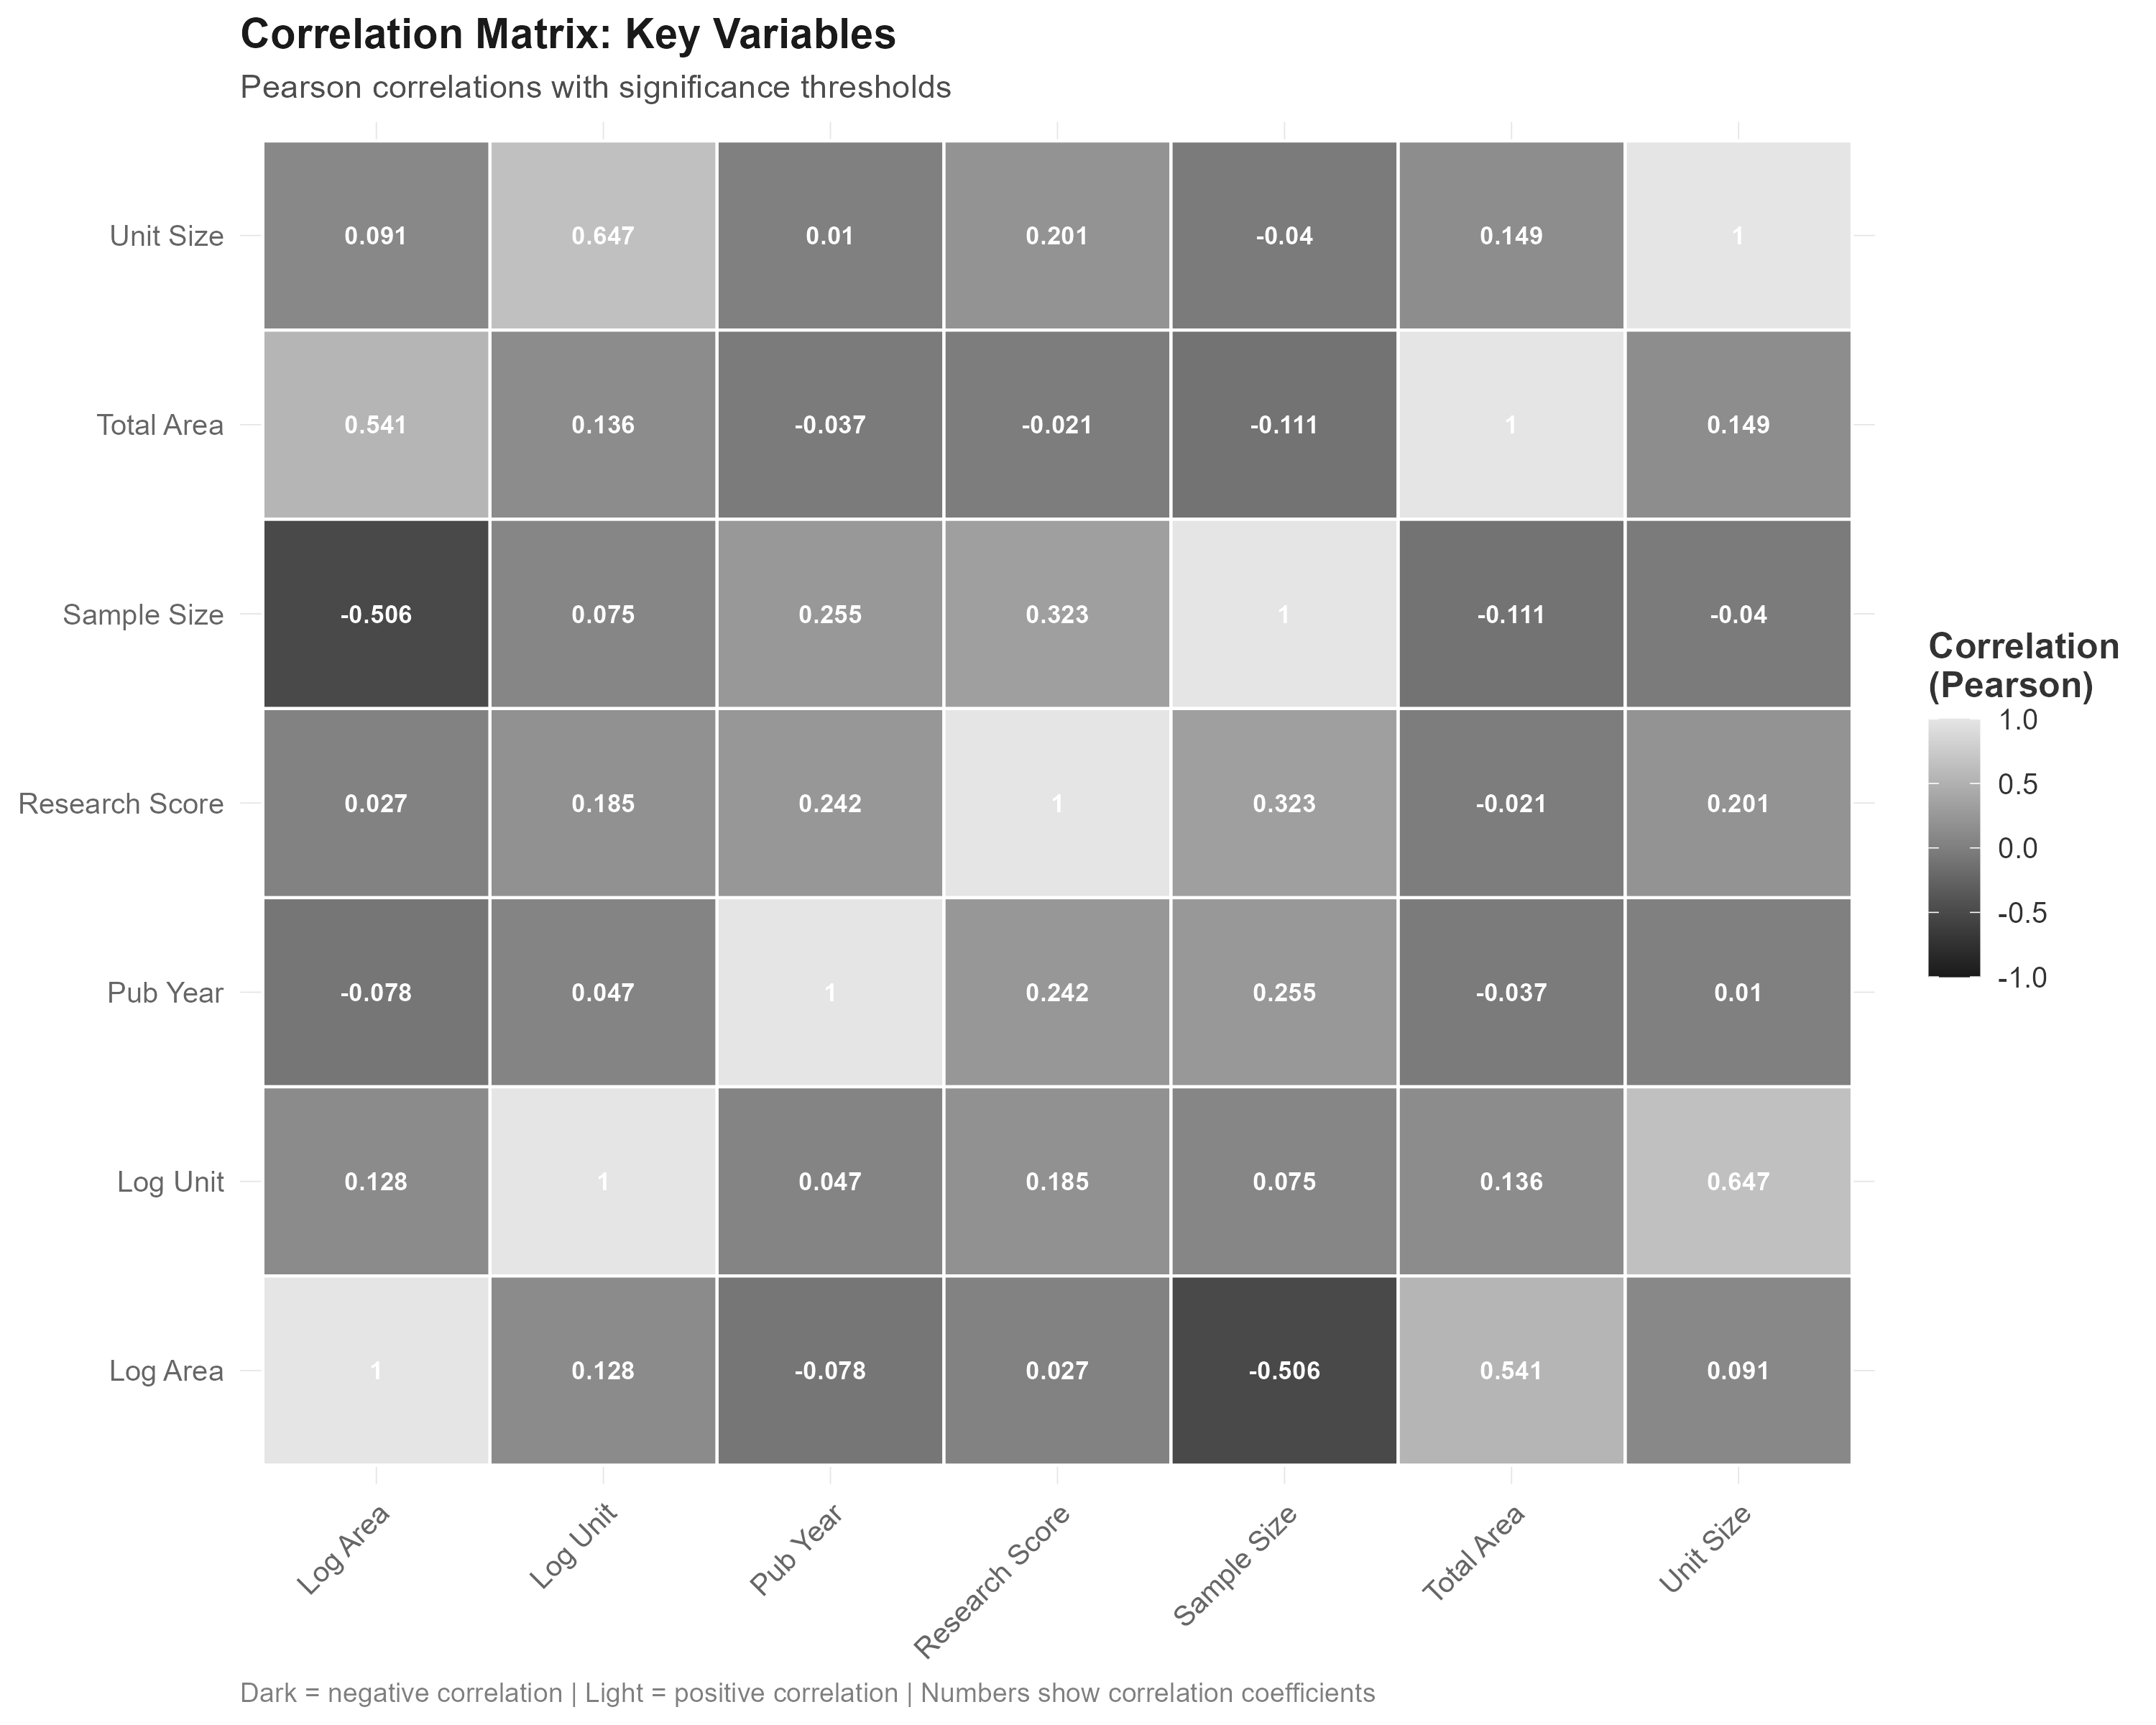 Correlation Matrix: Key Variables
Pearson correlations with significance thresholds
Unit Size 0.091 0.647 0.01 0.201 -0.04 0.149 1
Total Area 0.541 0.136 -0.037 -0.021 -0.111 1 0.149
Sample Size -0.506 0.075 0.255 0.323 1 -0.111 -0.04
Research Score 0.027 0.185 0.242 1 0.323 -0.021 0.201
Pub Year -0.078 0.047 1 0.242 0.255 -0.037 0.01
Log Unit 0.128 1 0.047 0.185 0.075 0.136 0.647
Log Area 1 0.128 -0.078 0.027 -0.506 0.541 0.091
Log Area Log Unit Pub Year Research Score Sample Size Total Area Unit Size
Correlation
(Pearson)
1.0
0.5
0.0
-0.5
-1.0
Dark = negative correlation | Light = positive correlation | Numbers show correlation coefficients